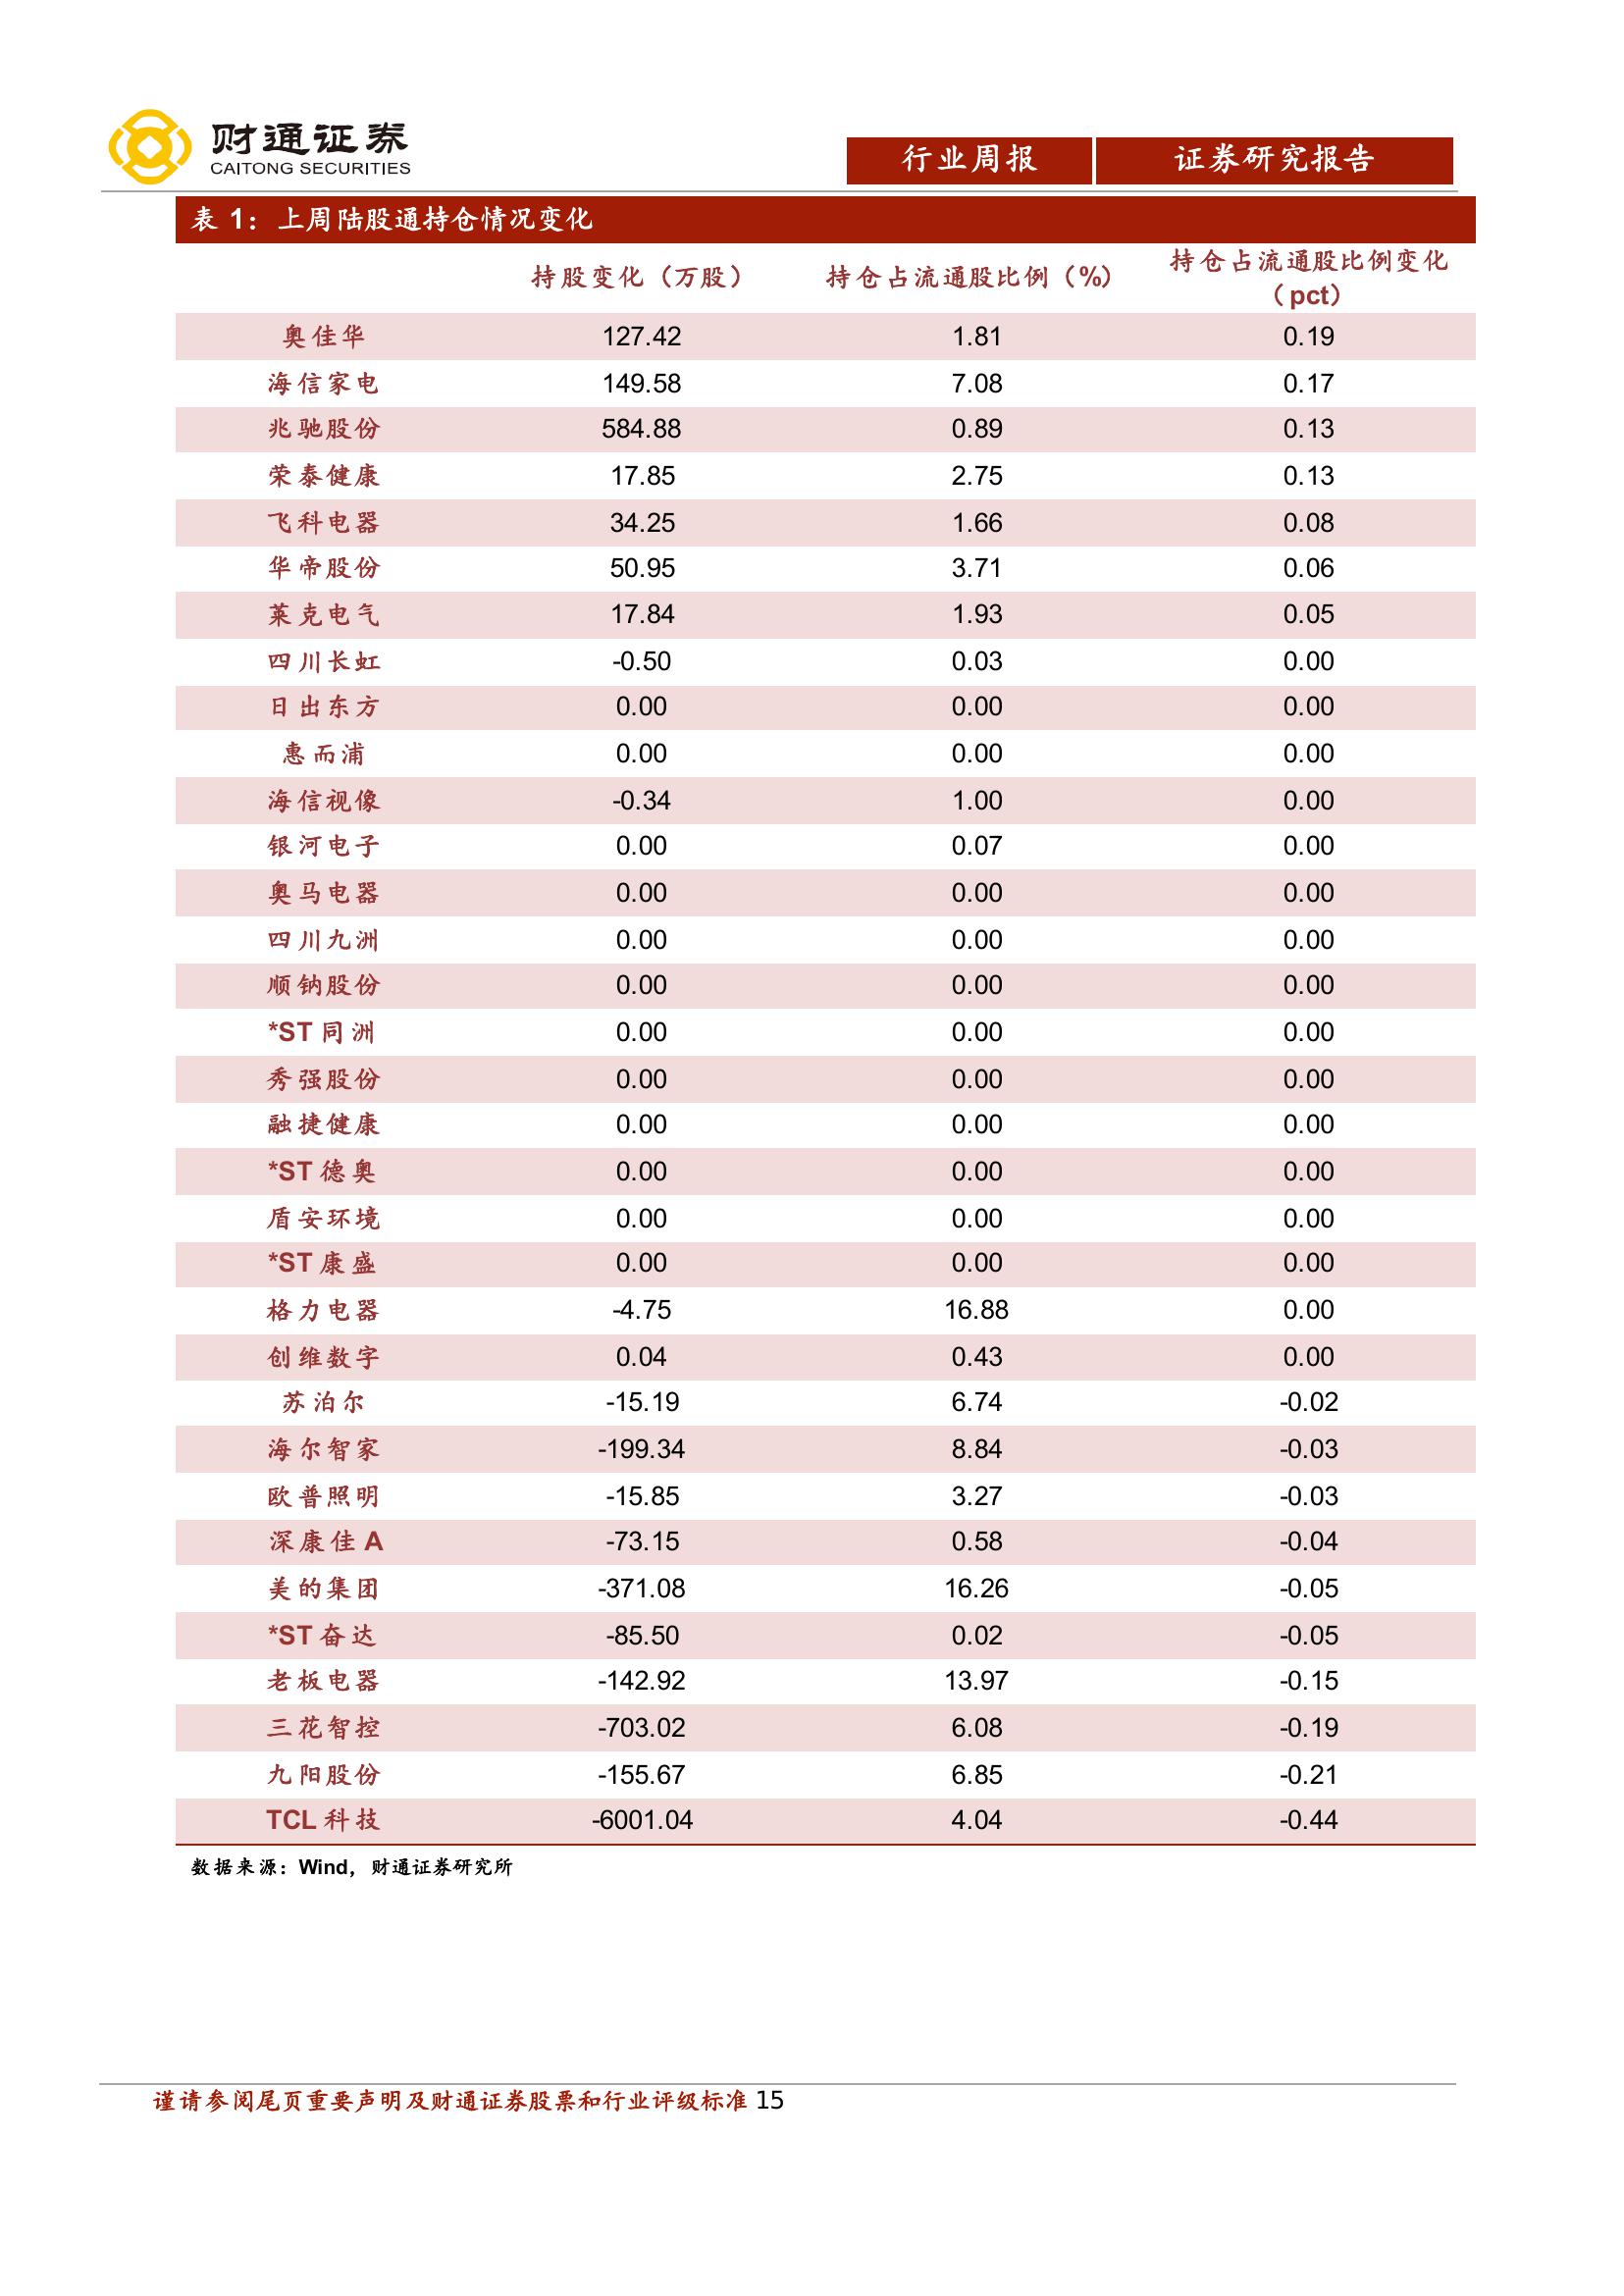 财通证券
CAITONG SECURITIES
行业周报 证券研究报告
表 1：上周陆股通持仓情况变化
持股变化（万股） 持仓占流通股比例（%） 持仓占流通股比例变化
（pct）
奥佳华 127.42 1.81 0.19
海信家电 149.58 7.08 0.17
兆驰股份 584.88 0.89 0.13
荣泰健康 17.85 2.75 0.13
飞科电器 34.25 1.66 0.08
华帝股份 50.95 3.71 0.06
莱克电气 17.84 1.93 0.05
四川长虹 -0.50 0.03 0.00
日出东方 0.00 0.00 0.00
惠而浦 0.00 0.00 0.00
海信视像 -0.34 1.00 0.00
银河电子 0.00 0.07 0.00
奥马电器 0.00 0.00 0.00
四川九洲 0.00 0.00 0.00
顺钠股份 0.00 0.00 0.00
*ST 同洲 0.00 0.00 0.00
秀强股份 0.00 0.00 0.00
融捷健康 0.00 0.00 0.00
*ST 德奥 0.00 0.00 0.00
盾安环境 0.00 0.00 0.00
*ST 康盛 0.00 0.00 0.00
格力电器 -4.75 16.88 0.00
创维数字 0.04 0.43 0.00
苏泊尔 -15.19 6.74 -0.02
海尔智家 -199.34 8.84 -0.03
欧普照明 -15.85 3.27 -0.03
深康佳 A -73.15 0.58 -0.04
美的集团 -371.08 16.26 -0.05
*ST 奋达 -85.50 0.02 -0.05
老板电器 -142.92 13.97 -0.15
三花智控 -703.02 6.08 -0.19
九阳股份 -155.67 6.85 -0.21
TCL 科技 -6001.04 4.04 -0.44
数据来源：Wind，财通证券研究所
谨请参阅尾页重要声明及财通证券股票和行业评级标准 15